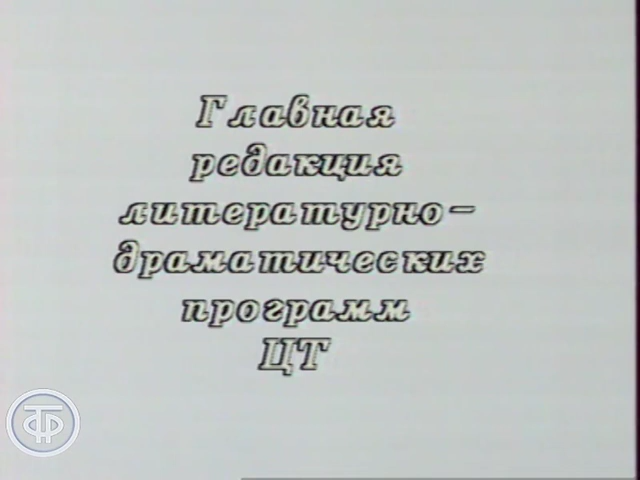 Главная
редакция
литературно-
драматических
программ
ЦТ